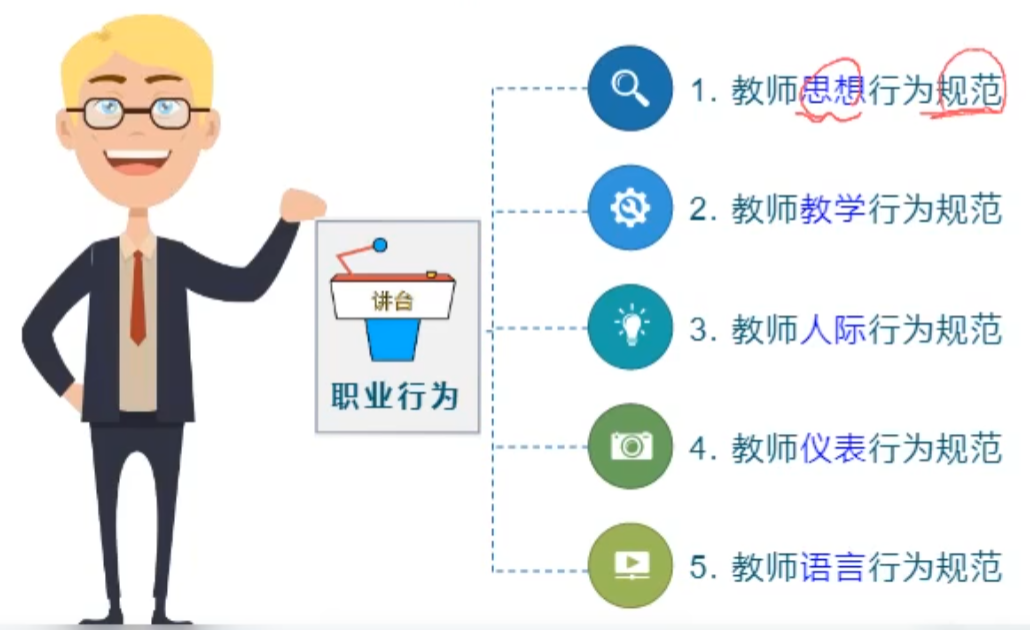 讲台
职业行为
1. 教师思想行为规范
2. 教师教学行为规范
3. 教师人际行为规范
4. 教师仪表行为规范
5. 教师语言行为规范